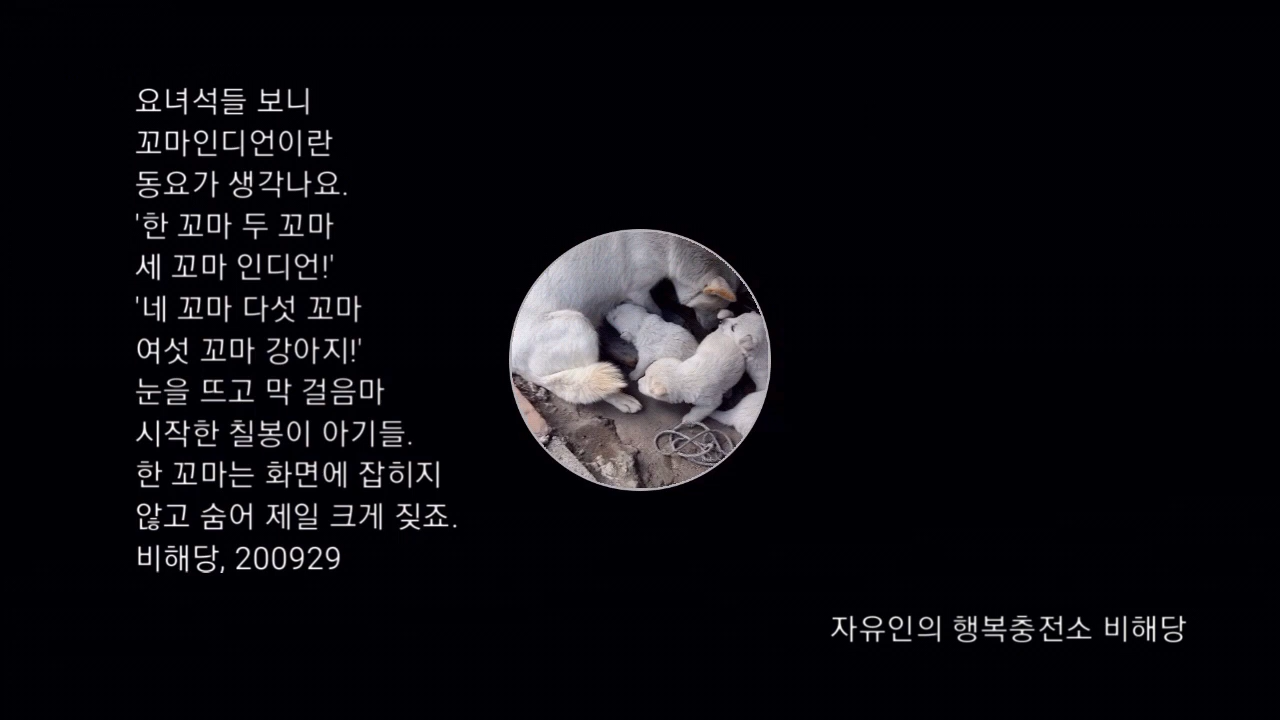 요녀석들 보니
꼬마인디언이란
동요가 생각나요.
'한 꼬마 두 꼬마
세 꼬마 인디언!'
'네 꼬마 다섯 꼬마
여섯 꼬마 강아지!'
눈을 뜨고 막 걸음마
시작한 칠봉이 아기들.
한 꼬마는 화면에 잡히지
않고 숨어 제일 크게 짖죠.
비해당, 200929
자유인의 행복충전소 비해당